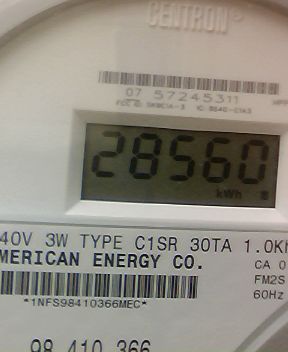 CENTRON®
07 57245311
28560
kWh
40V 3W TYPE C1SR 30TA 1.0Kh
MERICAN ENERGY CO.
CA 0
FM2S
*1NFS98410366MEC*
60Hz
98 410 366